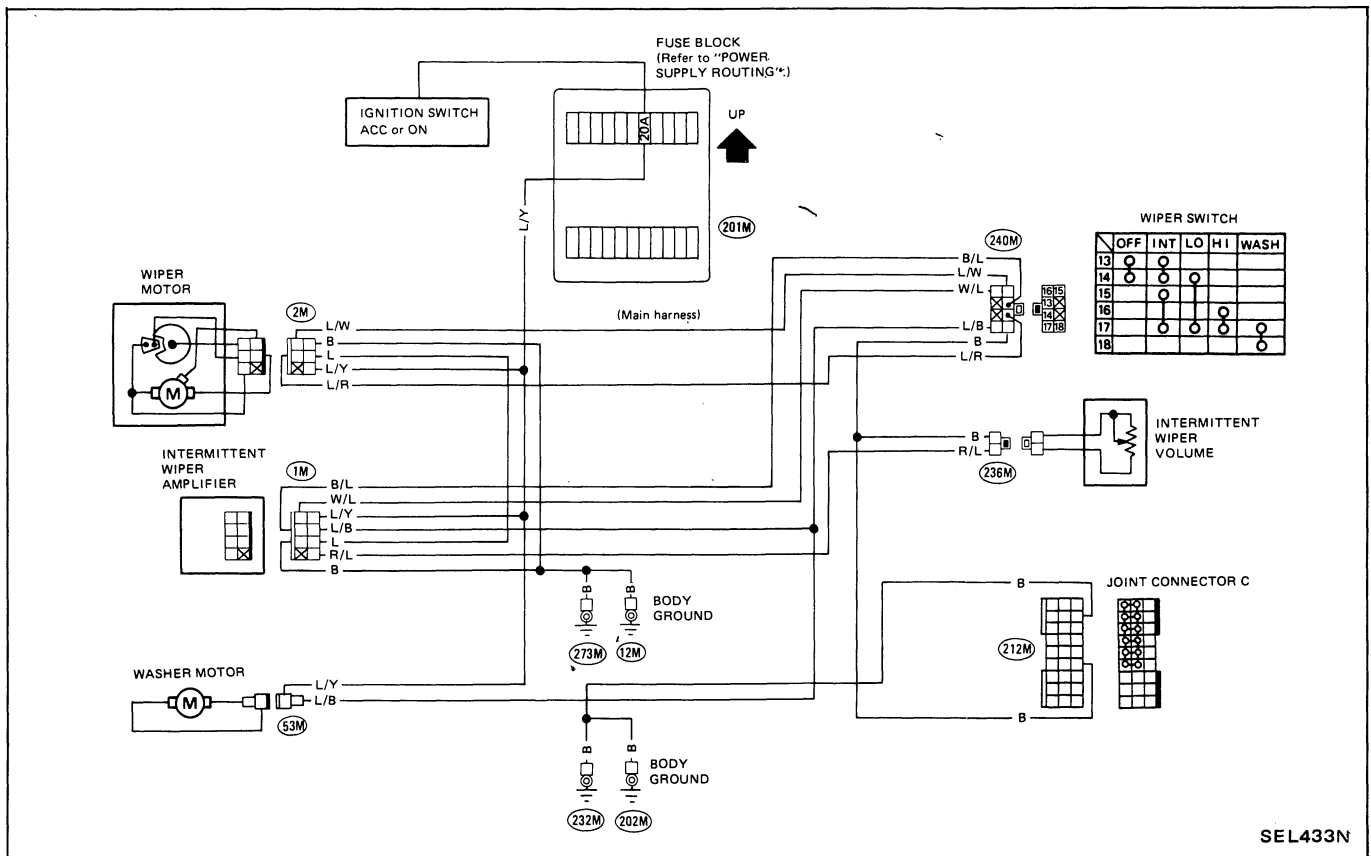 FUSE BLOCK
(Refer to "POWER
SUPPLY ROUTING".)
IGNITION SWITCH
ACC or ON
20A
UP
L/Y
201M
WIPER SWITCH
OFF INT LO HI WASH
13
14
15
16
17
18
240M
B/L
L/W
W/L
L/B
B
L/R
16 15
13
14
17 18
WIPER
MOTOR
M
2M
L/W
B
L
L/Y
L/R
(Main harness)
INTERMITTENT
WIPER
AMPLIFIER
1M
B/L
W/L
L/Y
L/B
L
R/L
B
B
R/L
236M
INTERMITTENT
WIPER
VOLUME
B
B
BODY
GROUND
273M
12M
WASHER MOTOR
M
L/Y
L/B
53M
B
B
BODY
GROUND
232M
202M
B
JOINT CONNECTOR C
212M
B
SEL433N